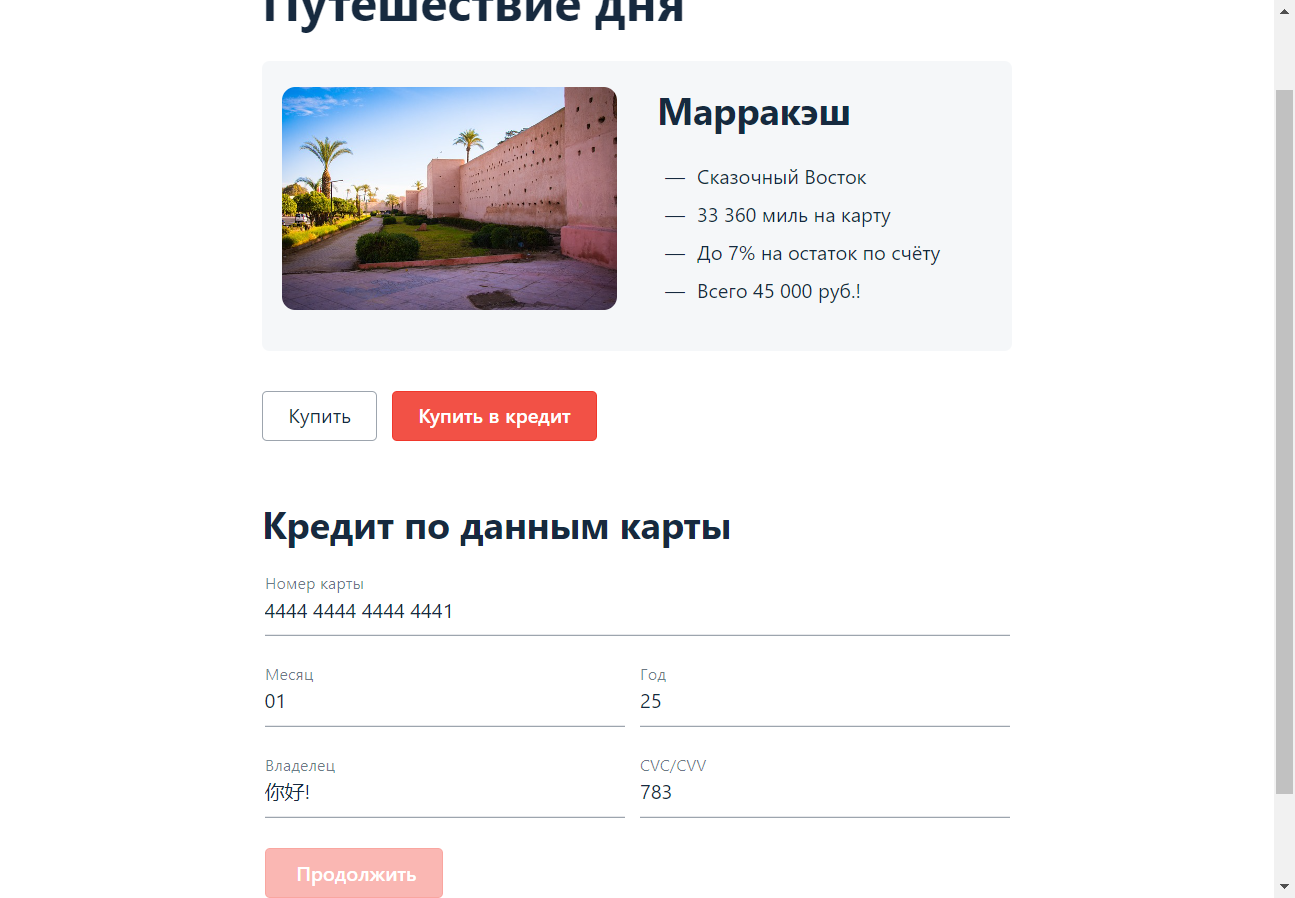 Путешествие дня
Марракэш
— Сказочный Восток
— 33 360 миль на карту
— До 7% на остаток по счёту
— Всего 45 000 руб.!
Купить
Купить в кредит
Кредит по данным карты
Номер карты
4444 4444 4444 4441
Месяц
Год
01
25
Владелец
CVC/CVV
你好!
783
Продолжить